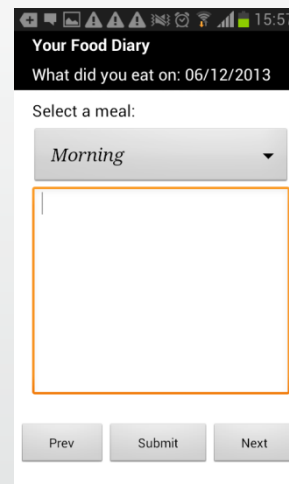 15:57
Your Food Diary
What did you eat on: 06/12/2013
Select a meal:
Morning
Prev Submit Next